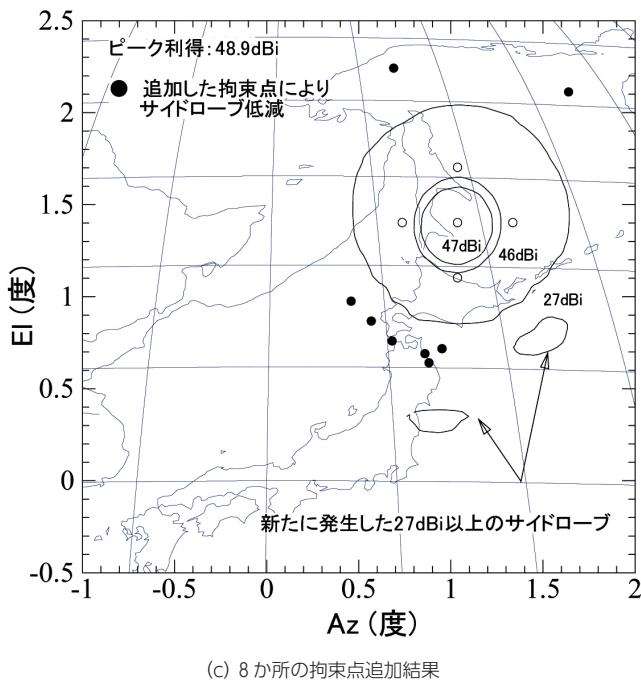 2.5
ピーク利得：48.9dBi
● 追加した拘束点により
サイドローブ低減
2
1.5
47dBi
46dBi
1
27dBi
El (度)
0.5
0
新たに発生した27dBi以上のサイドローブ
-0.5
-1
-0.5
0
0.5
1
1.5
2
Az (度)
(c) 8か所の拘束点追加結果